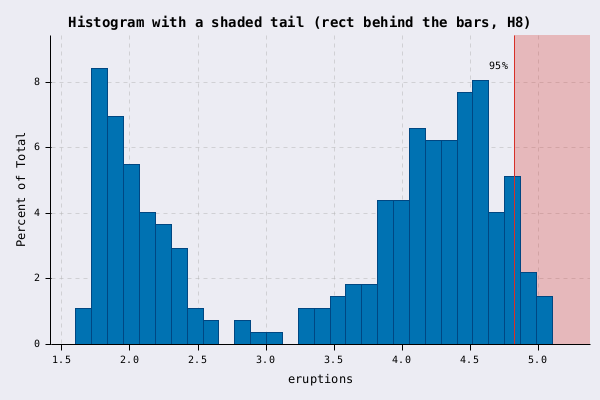 Histogram with a shaded tail (rect behind the bars, H8)
95%
Percent of Total
8
6
4
2
0
1.5 2.0 2.5 3.0 3.5 4.0 4.5 5.0
eruptions